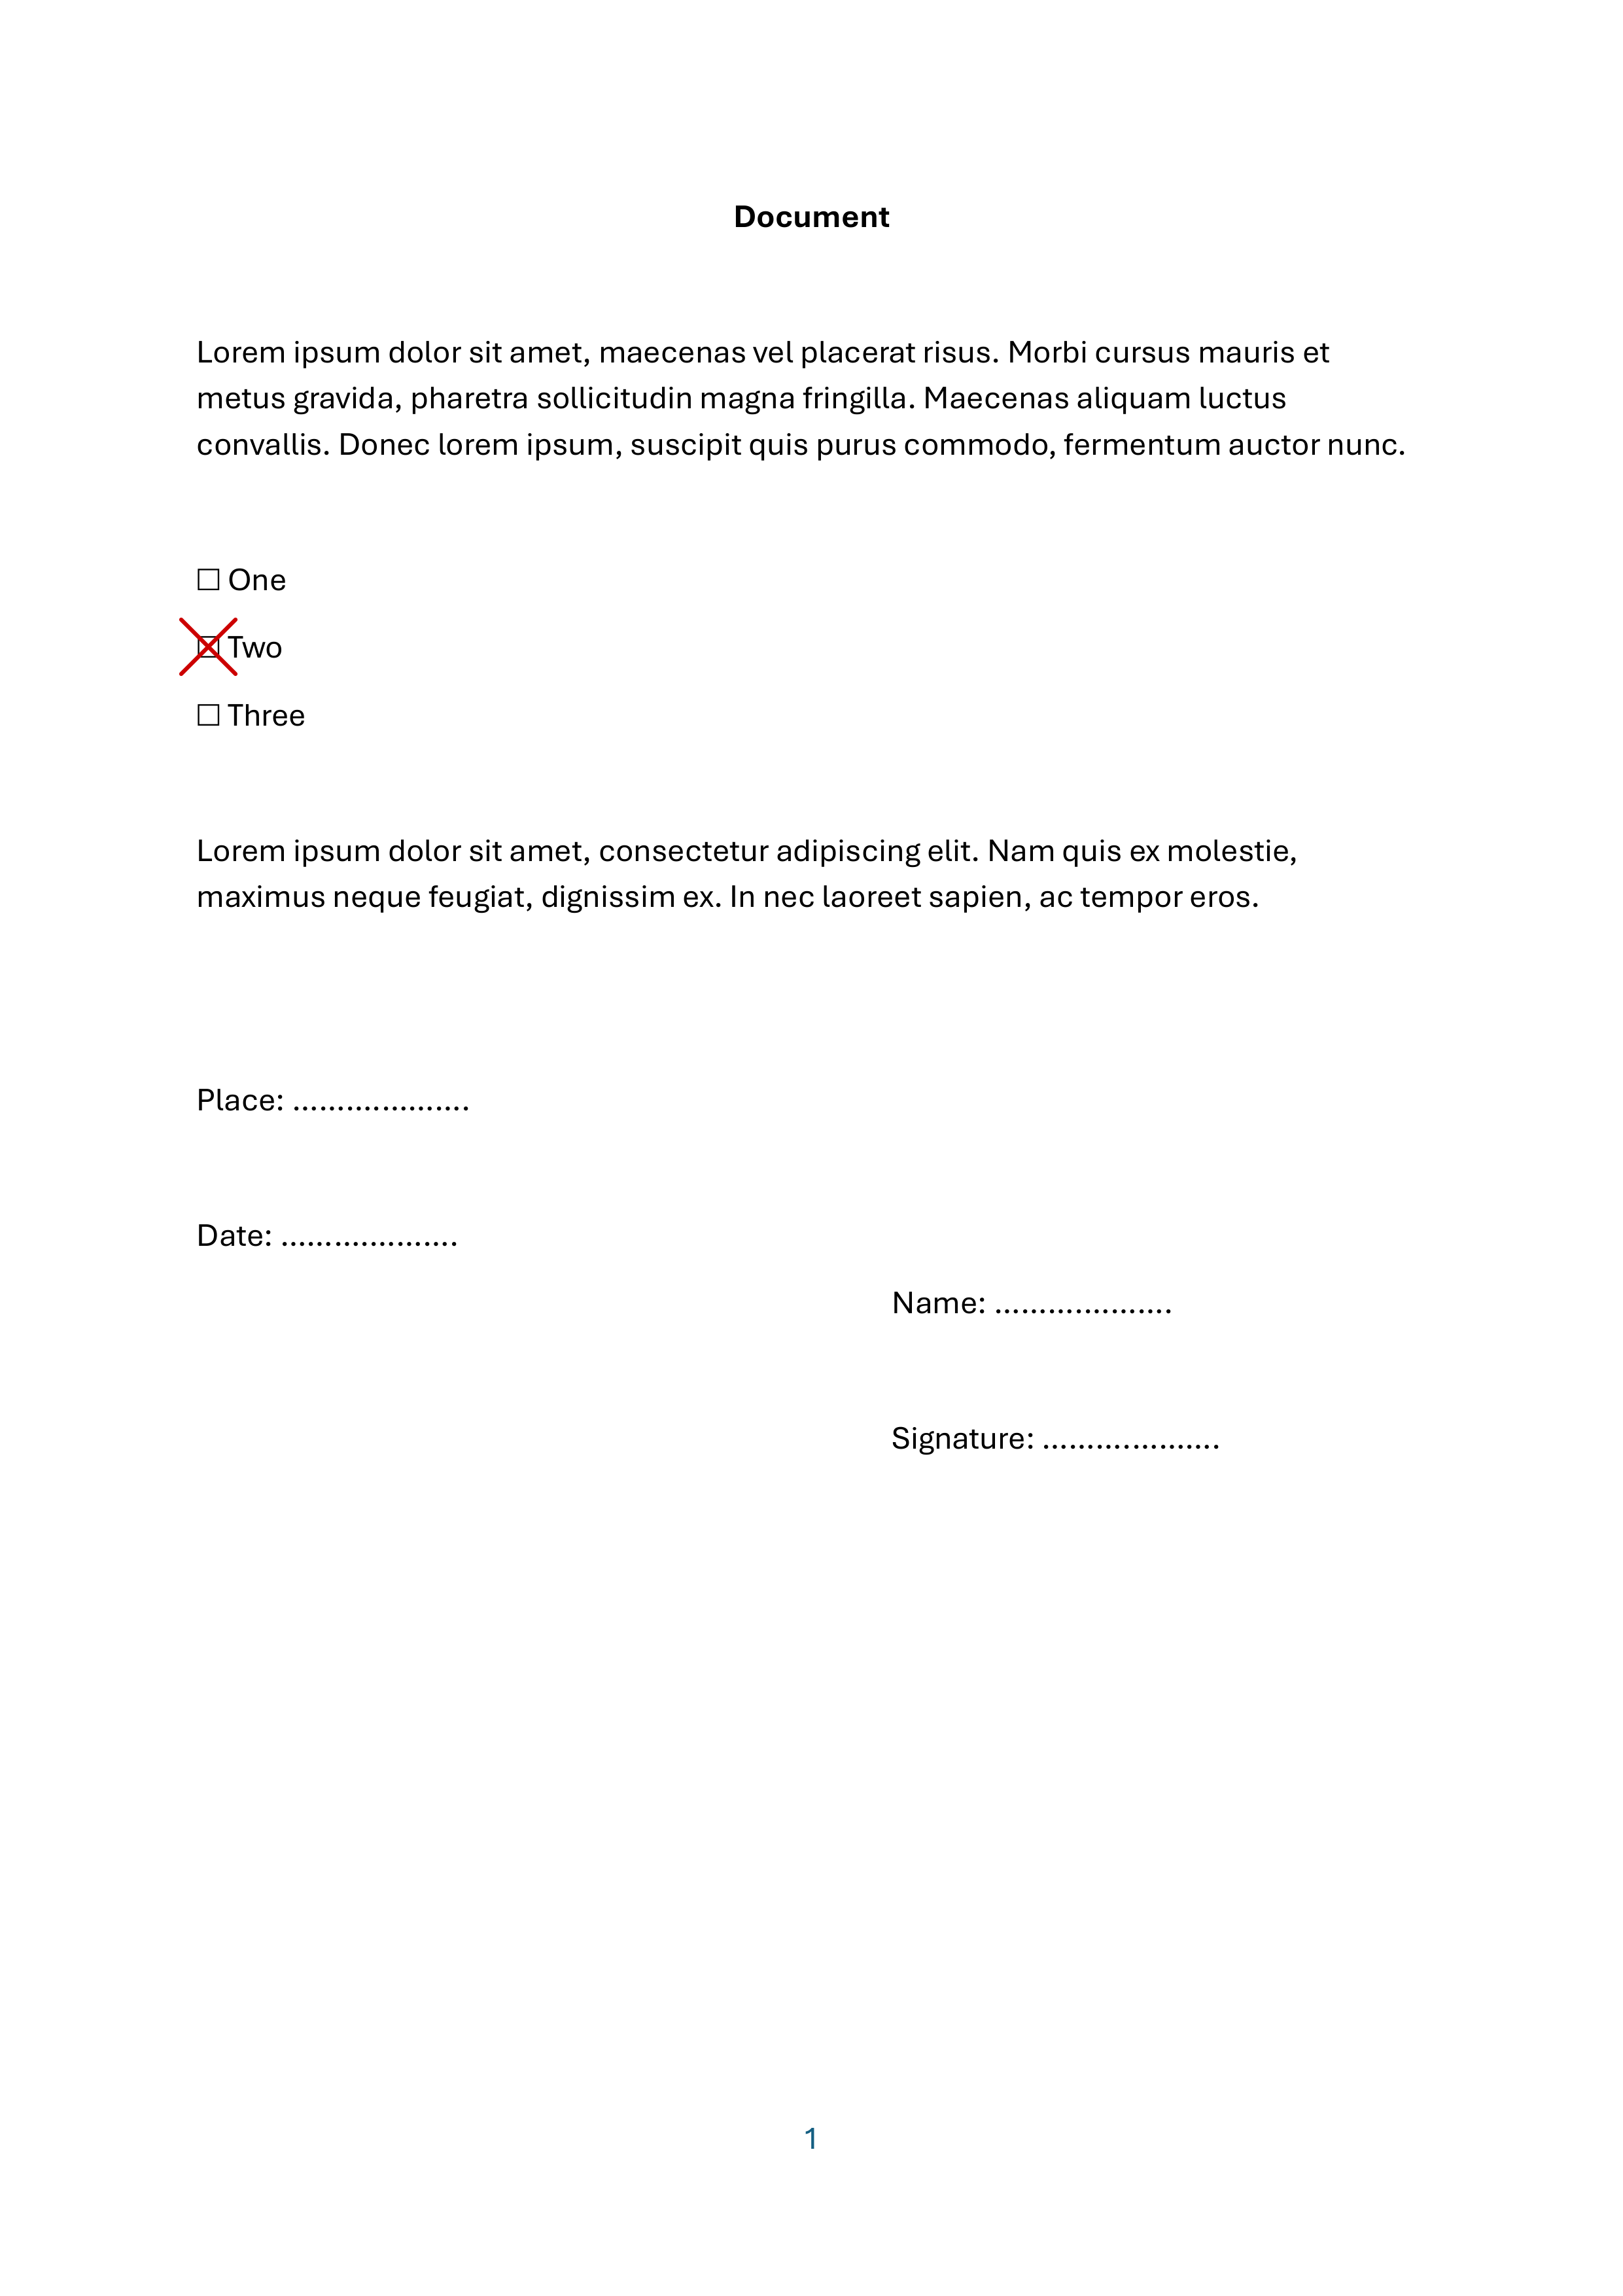 Document
Lorem ipsum dolor sit amet, maecenas vel placerat risus. Morbi cursus mauris et
metus gravida, pharetra sollicitudin magna fringilla. Maecenas aliquam luctus
convallis. Donec lorem ipsum, suscipit quis purus commodo, fermentum auctor nunc.
☐ One
☒ Two
☐ Three
Lorem ipsum dolor sit amet, consectetur adipiscing elit. Nam quis ex molestie,
maximus neque feugiat, dignissim ex. In nec laoreet sapien, ac tempor eros.
Place: ....................
Date: ....................
Name: ....................
Signature: ....................
1